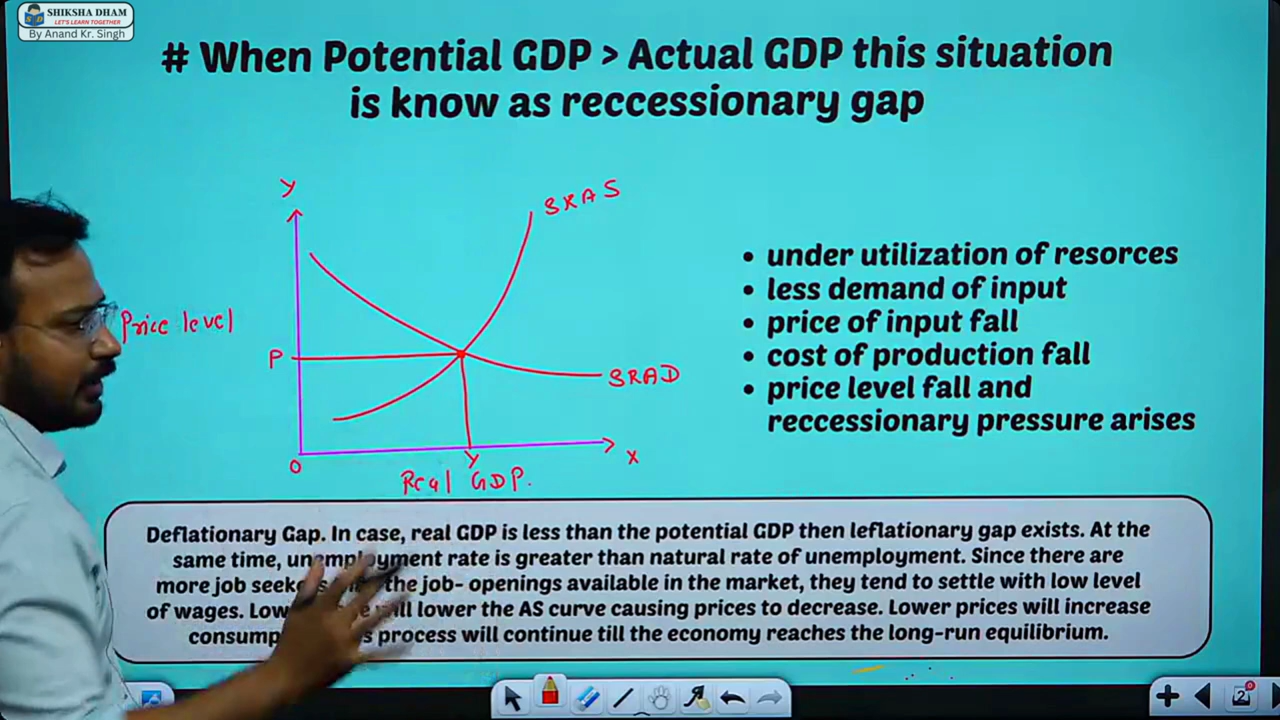 SHIKSHA DHAM
LET'S LEARN TOGETHER
By Anand Kr. Singh
# When Potential GDP > Actual GDP this situation
is know as reccessionary gap
Y
SRAS
Price level
P
SRAD
O
Y
X
Real GDP.
• under utilization of resorces
• less demand of input
• price of input fall
• cost of production fall
• price level fall and
reccessionary pressure arises
Deflationary Gap. In case, real GDP is less than the potential GDP then leflationary gap exists. At the
same time, unemployment rate is greater than natural rate of unemployment. Since there are
more job the job- openings available in the market, they tend to settle with low level
of wages. will lower the AS curve causing prices to decrease. Lower prices will increase
process will continue till the economy reaches the long-run equilibrium.
2